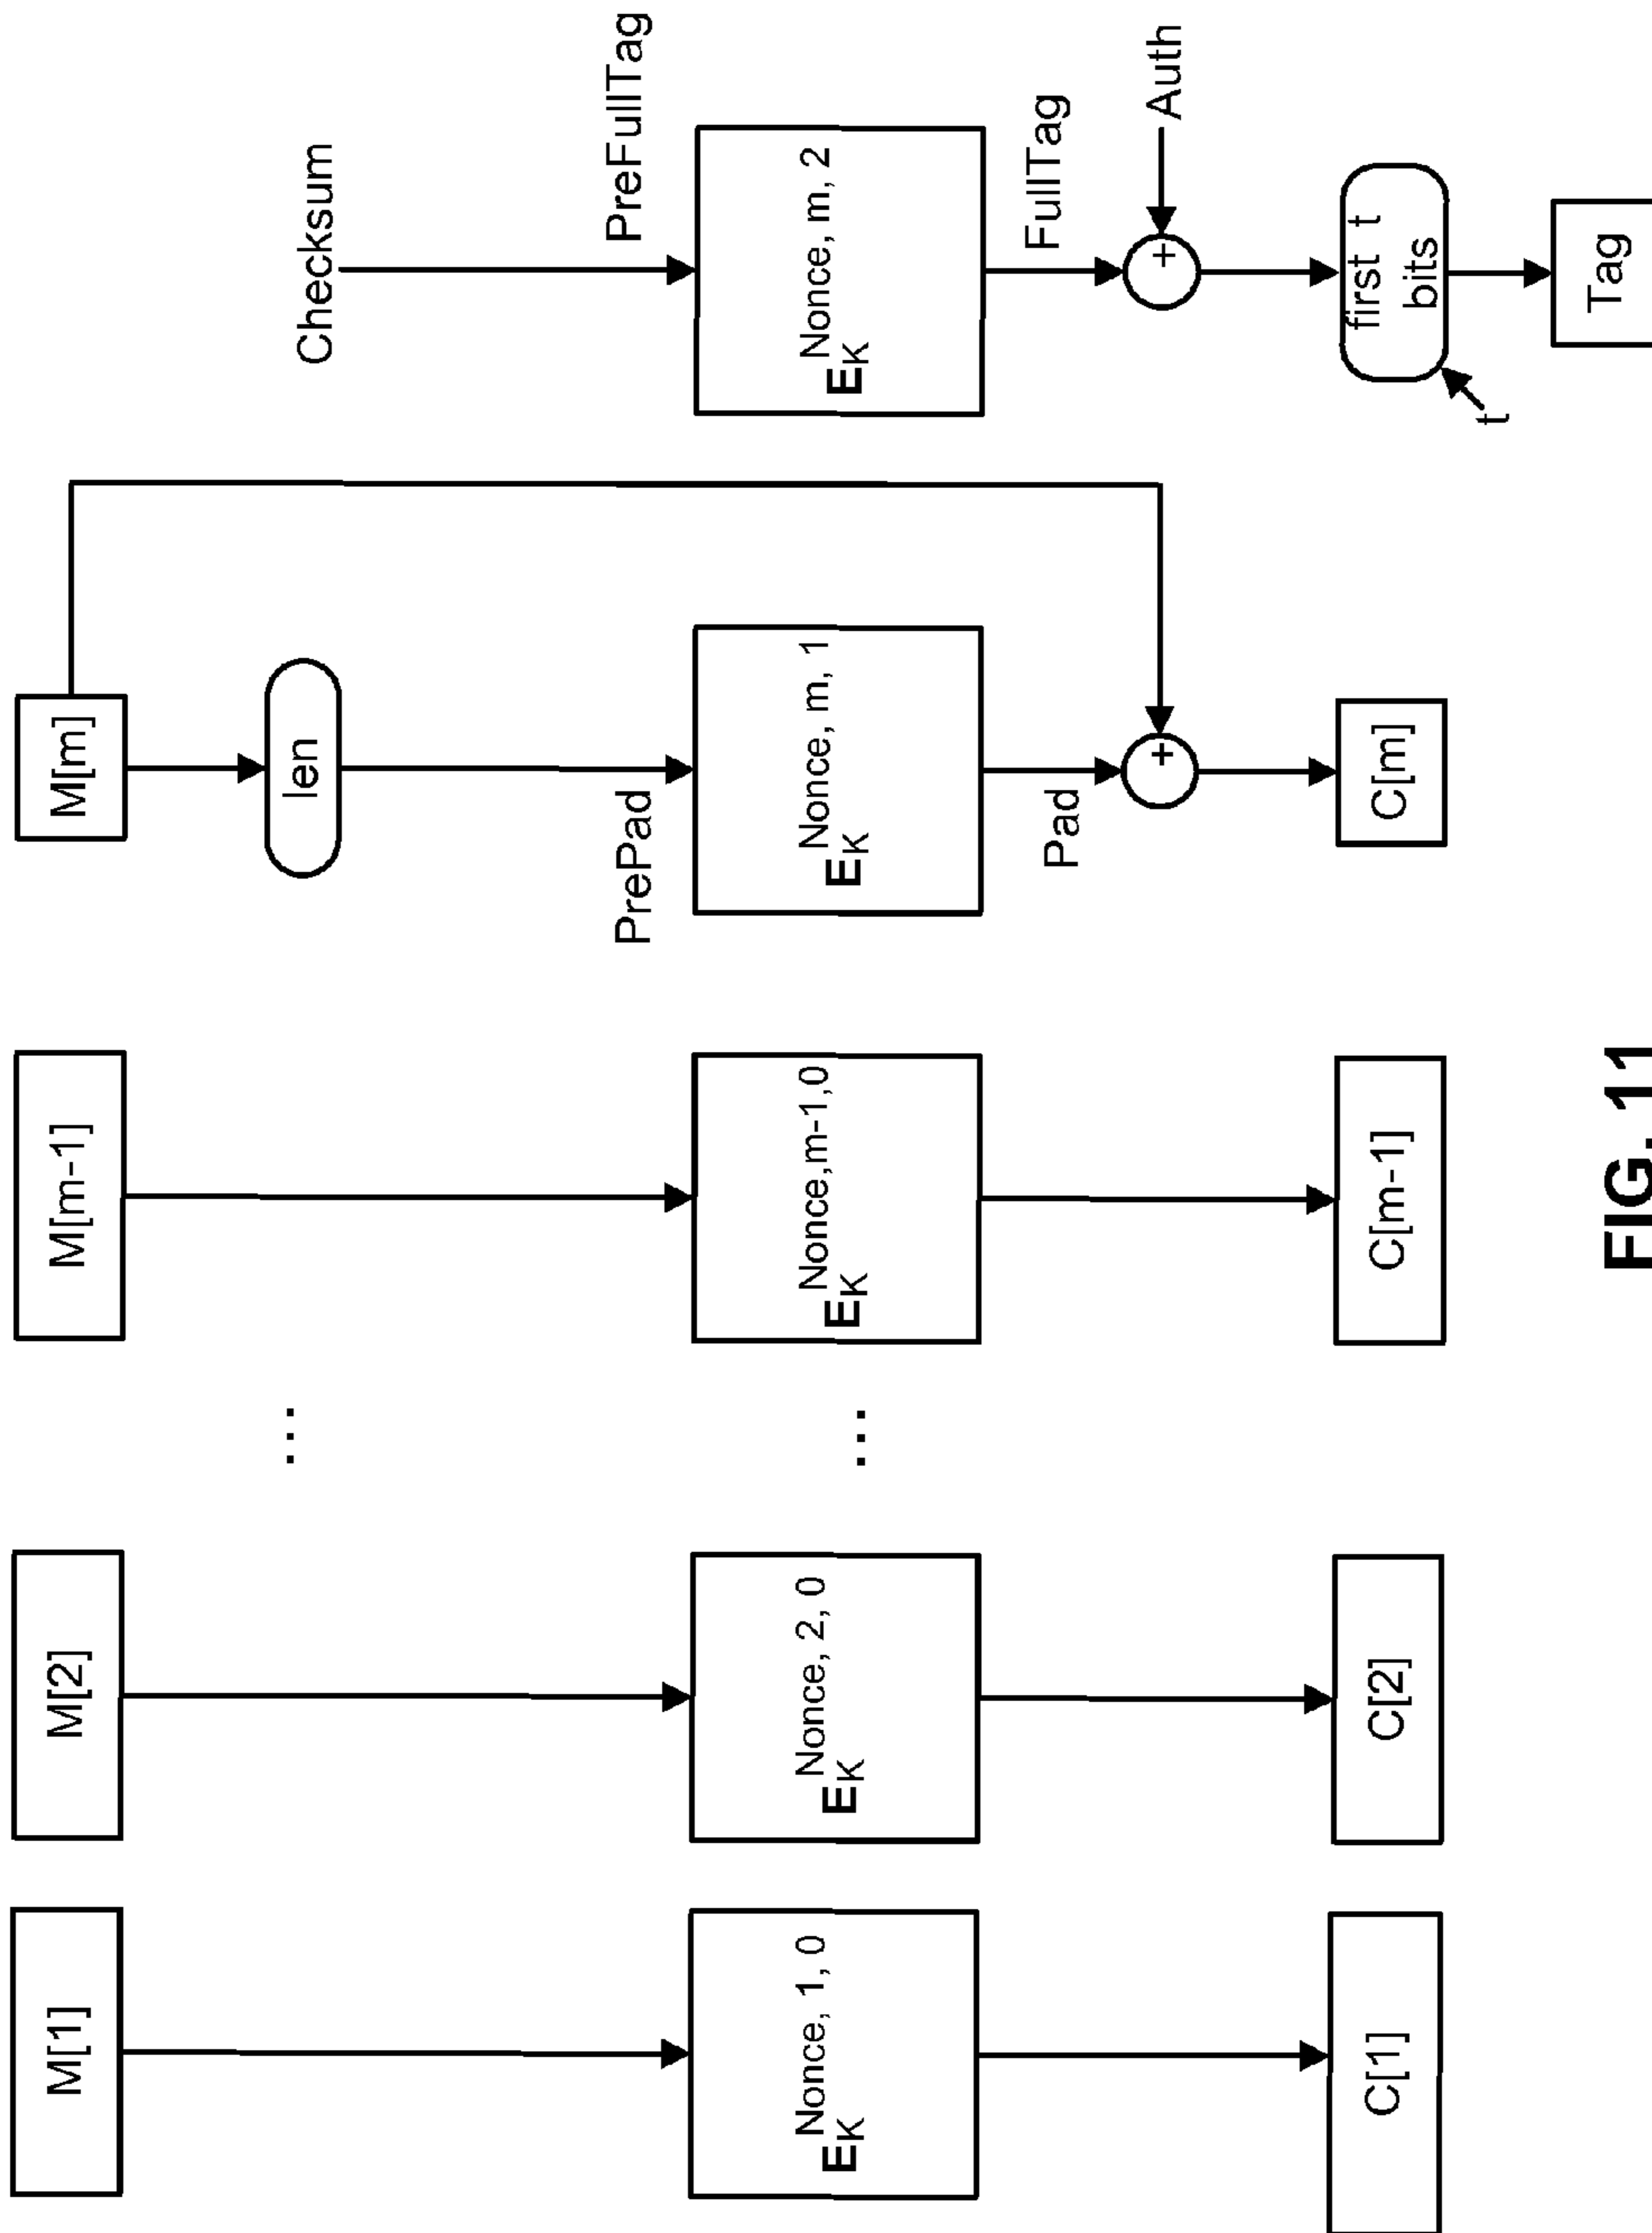 M[1]
M[2]
M[m-1]
M[m]
Checksum
...
len
PrePad
PreFullTag
E_K^Nonce, 1, 0
E_K^Nonce, 2, 0
...
E_K^Nonce,m-1,0
E_K^Nonce, m, 1
E_K^Nonce, m, 2
Pad
FullTag
+
+
Auth
C[1]
C[2]
C[m-1]
C[m]
first t
bits
t
Tag
FIG. 11